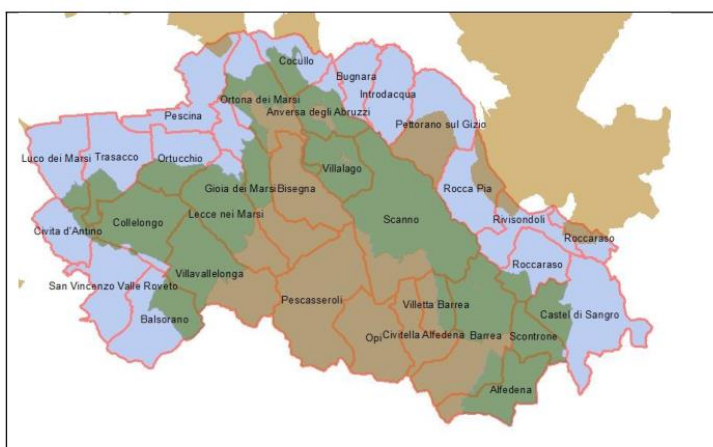 Cocullo
Bugnara
Introdacqua
Ortona dei Marsi
Anversa degli Abruzzi
Pescina
Pettorano sul Gizio
Luco dei Marsi
Trasacco
Ortucchio
Villalago
Gioia dei Marsi
Bisegna
Rocca Pia
Lecce nei Marsi
Collelongo
Scanno
Rivisondoli
Civita d'Antino
Roccaraso
Roccaraso
Villavallelonga
San Vincenzo Valle Roveto
Pescasseroli
Villetta Barrea
Castel di Sangro
Balsorano
Opi
Civitella Alfedena
Barrea
Scontrone
Alfedena